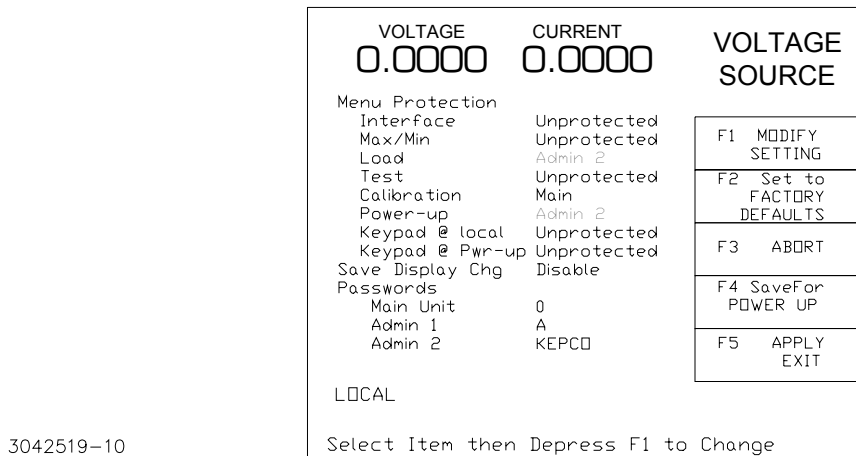 VOLTAGE CURRENT
0.0000 0.0000
VOLTAGE
SOURCE
Menu Protection
Interface Unprotected
Max/Min Unprotected
Load Admin 2
Test Unprotected
Calibration Main
Power-up Admin 2
Keypad @ local Unprotected
Keypad @ Pwr-up Unprotected
Save Display Chg Disable
Passwords
Main Unit 0
Admin 1 A
Admin 2 KEPCO
LOCAL
F1 MODIFY
SETTING
F2 Set to
FACTORY
DEFAULTS
F3 ABORT
F4 SaveFor
POWER UP
F5 APPLY
EXIT
3042519-10
Select Item then Depress F1 to Change